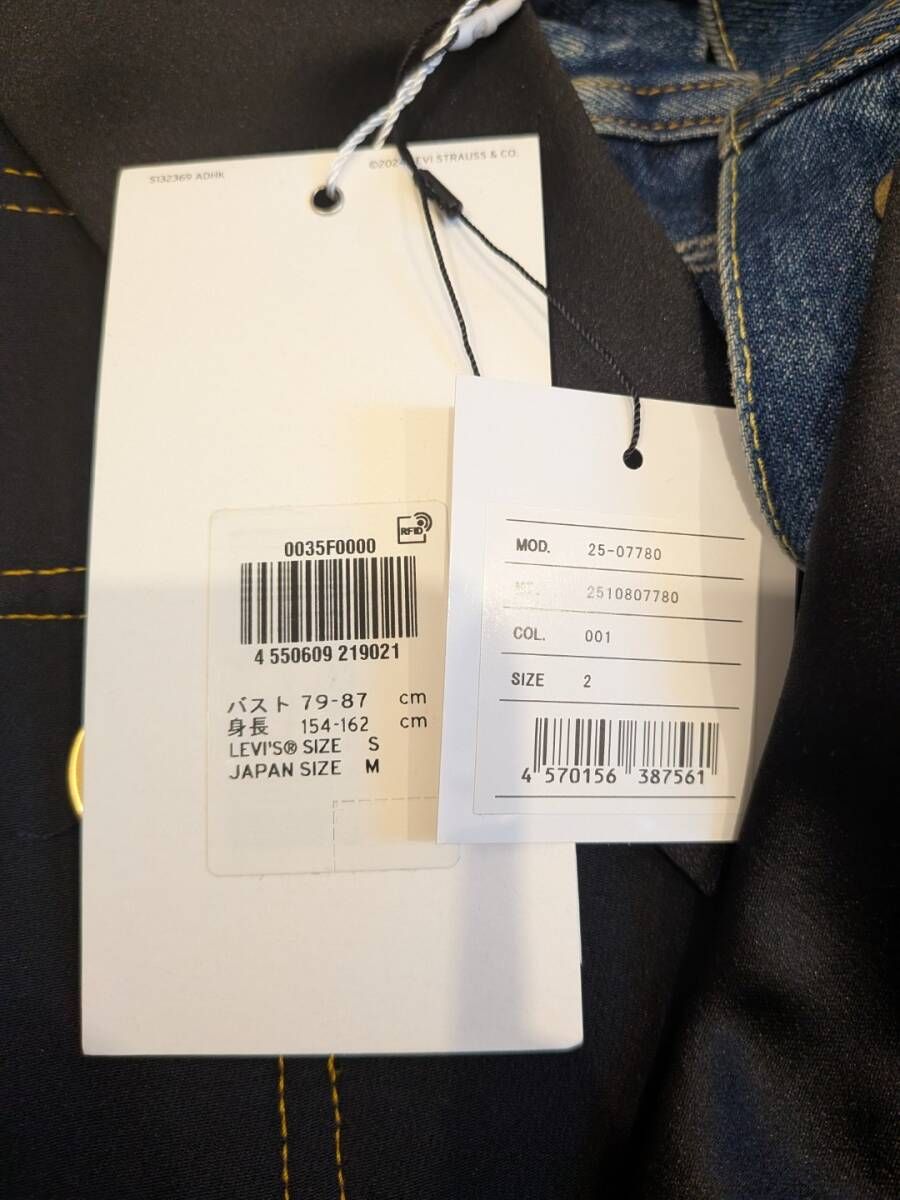 S132369 ADHK
©2024 LEVI STRAUSS & CO.
RFID
0035F0000
4 550609 219021
バスト 79-87 cm
身長 154-162 cm
LEVI'S® SIZE S
JAPAN SIZE M
MOD. 25-07780
2510807780
COL. 001
SIZE 2
4 570156 387561